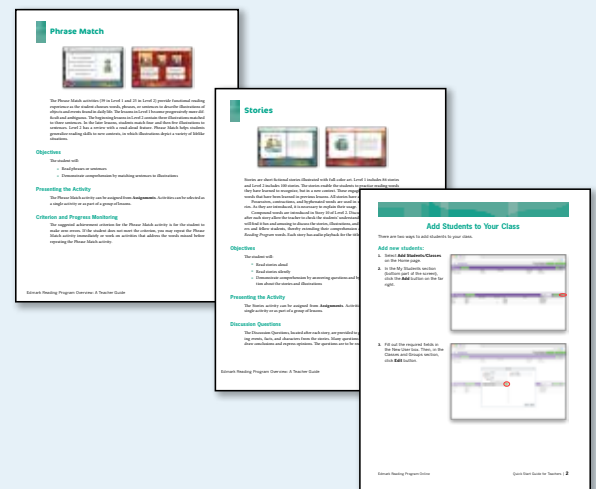 Phrase Match
The Phrase Match activities (39 in Level 1 and 25 in Level 2) provide functional reading
experience as the student chooses words, phrases, or sentences to describe illustrations of
objects and events found in daily life. The lessons in Level 1 become progressively more dif-
ficult and ambiguous. The beginning lessons in Level 1 contain three illustrations matched
to three sentences. In the later lessons, students match four and then five illustrations to
sentences. Level 2 has a review with a read-aloud feature. Phrase Match helps students
generalize reading skills to new contexts, in which illustrations depict a variety of lifelike
situations.
Objectives
The student will:
• Read phrases or sentences
• Demonstrate comprehension by matching sentences to illustrations
Presenting the Activity
The Phrase Match activity can be assigned from Assignments. Activities can be selected as
a single activity or as part of a group of lessons.
Criterion and Progress Monitoring
The suggested achievement criterion for the Phrase Match activity is for the student to
make zero errors. If the student does not meet the criterion, you may repeat the Phrase
Match activity immediately or work on activities that address the words missed before
repeating the Phrase Match activity.
Edmark Reading Program Overview: A Teacher Guide
Stories
Stories are short fictional stories illustrated with full-color art. Level 1 includes 84 stories
and Level 2 includes 100 stories. The stories enable the students to practice reading words
they have learned to recognize, but in a new context. These
words that have been learned in previous lessons. All stories have
tics. As they are introduced, it is necessary to explain their usage.
Possessives, contractions, and hyphenated words are used in
Compound words are introduced in Story 16 of Level 2.
after each story allow the teacher to check the students' understand
will find it fun and amusing to discuss the stories, illustrations, and
ers and fellow students, thereby extending their comprehension
Reading Program words. Each story has audio playback for the title
Objectives
The student will:
• Read stories aloud
• Read stories silently
• Demonstrate comprehension by answering questions and by
tion about the stories and illustrations
Presenting the Activity
The Stories activity can be assigned from Assignments. Activiti
single activity or as part of a group of lessons.
Discussion Questions
The Discussion Questions, located after each story, are provided to
ing events, facts, and characters from the stories. Many questions
draw conclusions and express opinions. The questions are to be
Edmark Reading Program Overview: A Teacher Guide
Add Students to Your Class
There are two ways to add students to your class.
Add new students:
1. Select Add Students/Classes
on the Home page.
2. In the My Students section
(bottom part of the screen),
click the Add button on the far
right.
3. Fill out the required fields in
the New User box. Then, in the
Classes and Groups section,
click Edit button.
Edmark Reading Program Online
Quick Start Guide for Teachers | 2